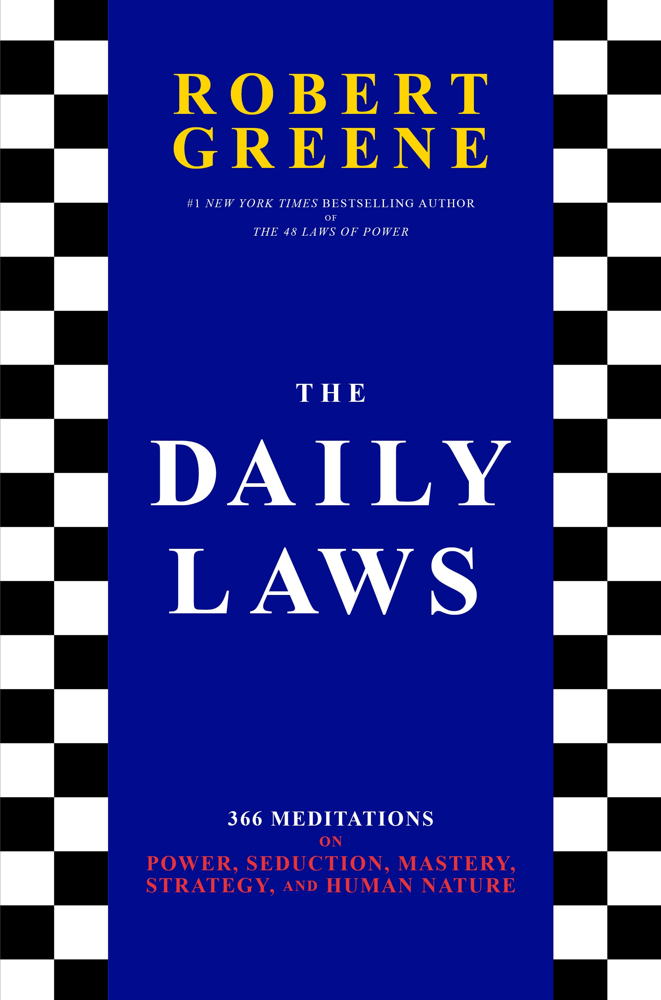 ROBERT
GREENE
#1 NEW YORK TIMES BESTSELLING AUTHOR
OF
THE 48 LAWS OF POWER
THE
DAILY
LAWS
366 MEDITATIONS
ON
POWER, SEDUCTION, MASTERY,
STRATEGY, AND HUMAN NATURE